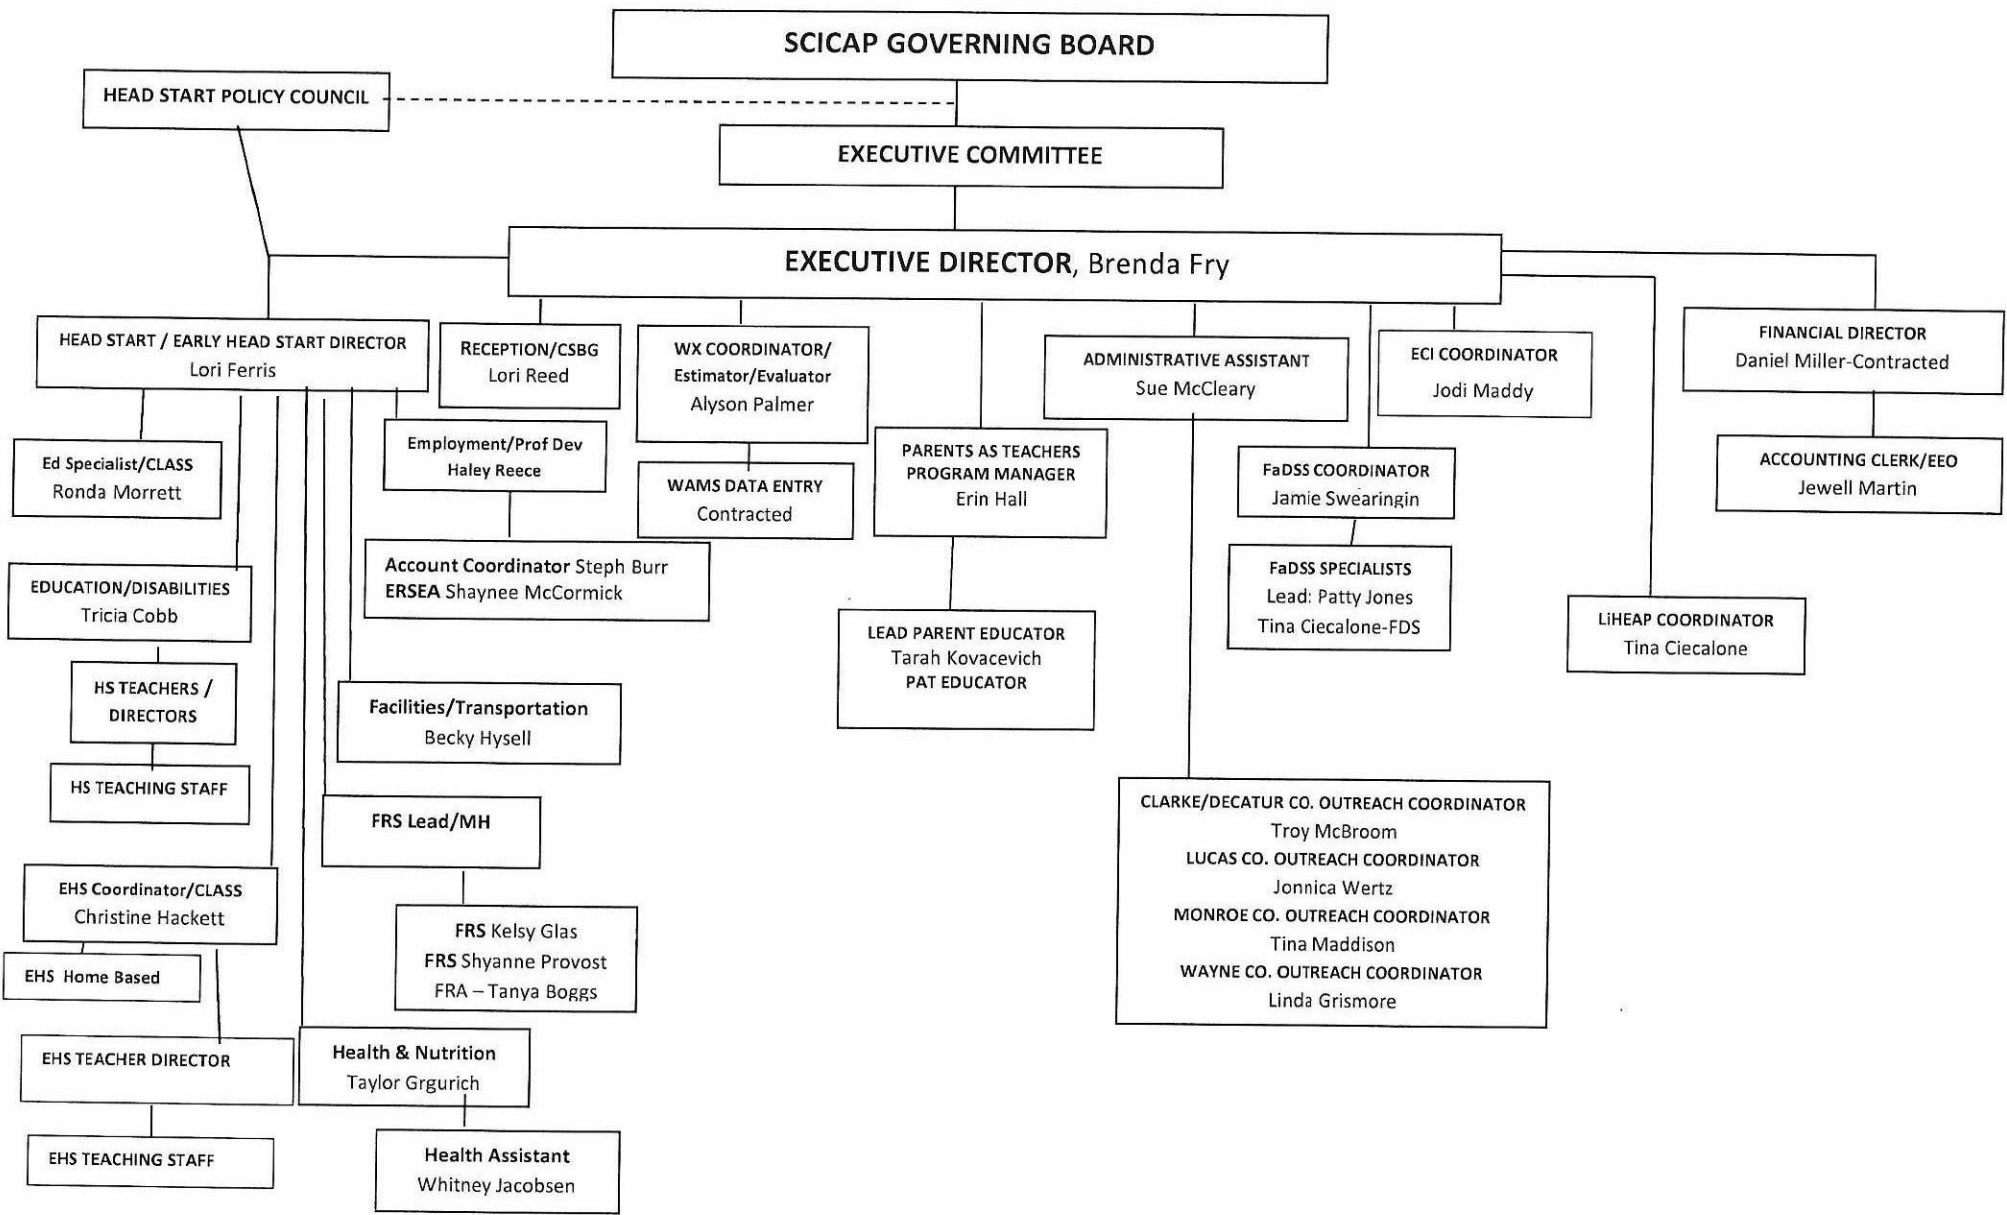 SCICAP GOVERNING BOARD
HEAD START POLICY COUNCIL
EXECUTIVE COMMITTEE
EXECUTIVE DIRECTOR, Brenda Fry
HEAD START / EARLY HEAD START DIRECTOR
Lori Ferris
RECEPTION/CSBG
Lori Reed
WX COORDINATOR/
Estimator/Evaluator
Alyson Palmer
ADMINISTRATIVE ASSISTANT
Sue McCleary
ECI COORDINATOR
Jodi Maddy
FINANCIAL DIRECTOR
Daniel Miller-Contracted
Ed Specialist/CLASS
Ronda Morrett
Employment/Prof Dev
Haley Reece
WAMS DATA ENTRY
Contracted
PARENTS AS TEACHERS
PROGRAM MANAGER
Erin Hall
FaDSS COORDINATOR
Jamie Swearingin
ACCOUNTING CLERK/EEO
Jewell Martin
EDUCATION/DISABILITIES
Tricia Cobb
Account Coordinator Steph Burr
ERSEA Shaynee McCormick
FaDSS SPECIALISTS
Lead: Patty Jones
Tina Ciecalone-FDS
LiHEAP COORDINATOR
Tina Ciecalone
LEAD PARENT EDUCATOR
Tarah Kovacevich
PAT EDUCATOR
HS TEACHERS /
DIRECTORS
Facilities/Transportation
Becky Hysell
HS TEACHING STAFF
FRS Lead/MH
CLARKE/DECATUR CO. OUTREACH COORDINATOR
Troy McBroom
LUCAS CO. OUTREACH COORDINATOR
Jonnica Wertz
MONROE CO. OUTREACH COORDINATOR
Tina Maddison
WAYNE CO. OUTREACH COORDINATOR
Linda Grismore
EHS Coordinator/CLASS
Christine Hackett
FRS Kelsy Glas
FRS Shyanne Provost
FRA – Tanya Boggs
EHS Home Based
EHS TEACHER DIRECTOR
Health & Nutrition
Taylor Grgurich
EHS TEACHING STAFF
Health Assistant
Whitney Jacobsen